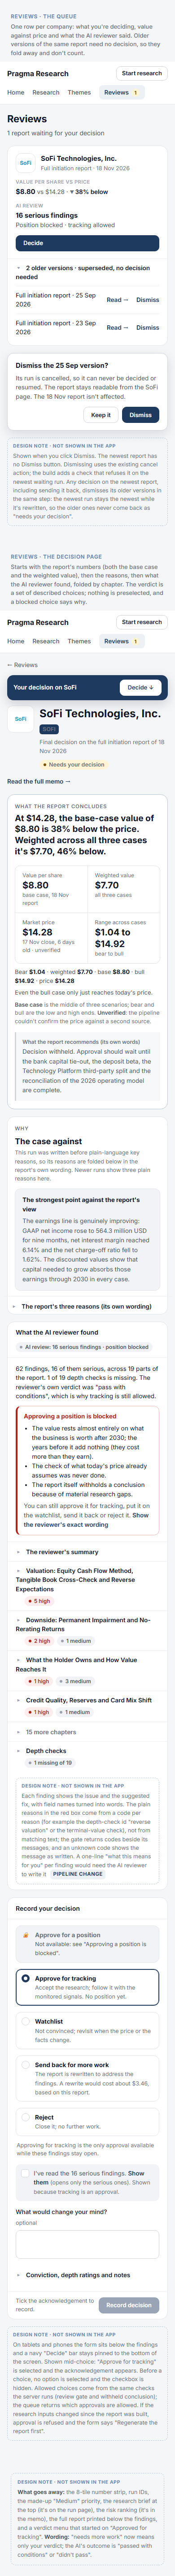 REVIEWS · THE QUEUE
One row per company: what you're deciding, value
against price and what the AI reviewer said. Older
versions of the same report need no decision, so they
fold away.
Pragma Research
Start research
Home Research Themes Reviews 1
Reviews
1 report waiting for your decision
SoFi
SoFi Technologies, Inc.
Full initiation report · 18 Nov 2026
VALUE PER SHARE VS PRICE
$8.80 vs $14.28 · ▼ 38% below
AI REVIEW
16 serious findings
Position blocked · tracking allowed
Decide
2 older versions · superseded, no decision
needed
Full initiation report · 25 Sep
2026
Read → Dismiss
Full initiation report · 23 Sep
2026
Read → Dismiss
Dismiss the 25 Sep version?
Its run is cancelled, so it can never be decided or
resumed. The report stays readable from the SoFi
page. The 18 Nov report isn't affected.
Keep it Dismiss
DESIGN NOTE · NOT SHOWN IN THE APP
Shown when you click Dismiss. The newest report has
no Dismiss button. Dismissing uses the existing cancel
action; the build adds a check that refuses it on the
newest waiting run. Any decision on the newest report,
including sending it back, dismisses its older versions in
the same step: the newest run stays the newest while
it's rewritten, so the older ones never come back as
"needs your decision".
REVIEWS · THE DECISION PAGE
Starts with the report's numbers (both the base case
and the weighted value), then the reasons, then what
the AI reviewer found, folded by chapter. The verdict is
a set of described choices; nothing is preselected, and
a blocked choice says why.
Pragma Research
Start research
Home Research Themes Reviews 1
← Reviews
Your decision on SoFi
Decide ↓
SoFi
SoFi Technologies, Inc.
SOFI
Final decision on the full initiation report of 18
Nov 2026
Needs your decision
Read the full memo →
WHAT THE REPORT CONCLUDES
At $14.28, the base-case value of
$8.80 is 38% below the price.
Weighted across all three cases
it's $7.70, 46% below.
Value per share
$8.80
base case, 18 Nov
report
Weighted value
$7.70
all three cases
Market price
$14.28
17 Nov close, 6 days
old · unverified
Range across cases
$1.04 to
$14.92
bear to bull
Bear $1.04 · weighted $7.70 · base $8.80 · bull
$14.92 · price $14.28
Even the bull case only just reaches today's price.
Base case is the middle of three scenarios; bear and
bull are the low and high ends. Unverified: the pipeline
couldn't confirm the price against a second source.
What the report recommends (its own words)
Decision withheld. Approval should wait until
the bank capital tie-out, the deposit beta, the
Technology Platform third-party split and the
reconciliation of the 2026 operating model
are complete.
WHY
The case against
This run was written before plain-language key
reasons, so its reasons are folded below in the
report's own wording. Newer runs show three plain
reasons here.
The strongest point against the report's
view
The earnings line is genuinely improving:
GAAP net income rose to 564.3 million USD
for nine months, net interest margin reached
6.14% and the net charge-off ratio fell to
1.62%. The discounted values show that
capital needed to grow absorbs those
earnings through 2030 in every case.
The report's three reasons (its own wording)
What the AI reviewer found
AI review: 16 serious findings · position blocked
62 findings, 16 of them serious, across 19 parts of
the report. 1 of 19 depth checks is missing. The
reviewer's own verdict was "pass with
conditions", which is why tracking is still allowed.
Approving a position is blocked
• The value rests almost entirely on what
the business is worth after 2030; the
years before it add nothing (they cost
more than they earn).
• The check of what today's price already
assumes was never done.
• The report itself withholds a conclusion
because of material research gaps.
You can still approve it for tracking, put it on
the watchlist, send it back or reject it. Show
the reviewer's exact wording
The reviewer's summary
Valuation: Equity Cash Flow Method,
Tangible Book Cross-Check and Reverse
Expectations
5 high
Downside: Permanent Impairment and No-
Rerating Returns
2 high 1 medium
What the Holder Owns and How Value
Reaches It
1 high 3 medium
Credit Quality, Reserves and Card Mix Shift
1 high 1 medium
15 more chapters
Depth checks
1 missing of 19
DESIGN NOTE · NOT SHOWN IN THE APP
Each finding shows the issue and the suggested
fix, with field names turned into words. The plain
reasons in the red box come from a code per
reason (for example the depth-check id "reverse
valuation" or the terminal-value check), not from
matching text; the gate returns codes beside its
messages, and an unknown code shows the
message as written. A one-line "what this means
for you" per finding would need the AI reviewer
to write it PIPELINE CHANGE
Record your decision
Approve for a position
Not available: see "Approving a position is
blocked".
Approve for tracking
Accept the research; follow it with the
monitored signals. No position yet.
Watchlist
Not convinced; revisit when the price or the
facts change.
Send back for more work
The report is rewritten to address the
findings. A rewrite would cost about $3.46,
based on this report.
Reject
Close it; no further work.
Approving for tracking is the only approval available
while these findings stay open.
I've read the 16 serious findings. Show
them (opens only the serious ones). Shown
because tracking is an approval.
What would change your mind?
optional
Conviction, depth ratings and notes
Tick the acknowledgement to
record.
Record decision
DESIGN NOTE · NOT SHOWN IN THE APP
On tablets and phones the form sits below the findings
and a navy "Decide" bar stays pinned to the bottom of
the screen. Shown mid-choice: "Approve for tracking"
is selected and the acknowledgement appears. Before a
choice, no option is selected and the checkbox is
hidden. Allowed choices come from the same checks
the server runs (review gate and withheld conclusion);
the queue returns which approvals are allowed. If the
research inputs changed since the report was built,
approval is refused and the form says "Regenerate the
report first".
DESIGN NOTE · NOT SHOWN IN THE APP
What goes away: the 8-tile number strip, run IDs,
the made-up "Medium" priority, the research brief at
the top (it's on the run page), the risk ranking (it's in
the memo), the full report printed below the findings,
and a verdict menu that started on "Approved for
tracking". Wording: "needs more work" now means
only your verdict; the AI's outcome is "passed with
conditions" or "didn't pass".